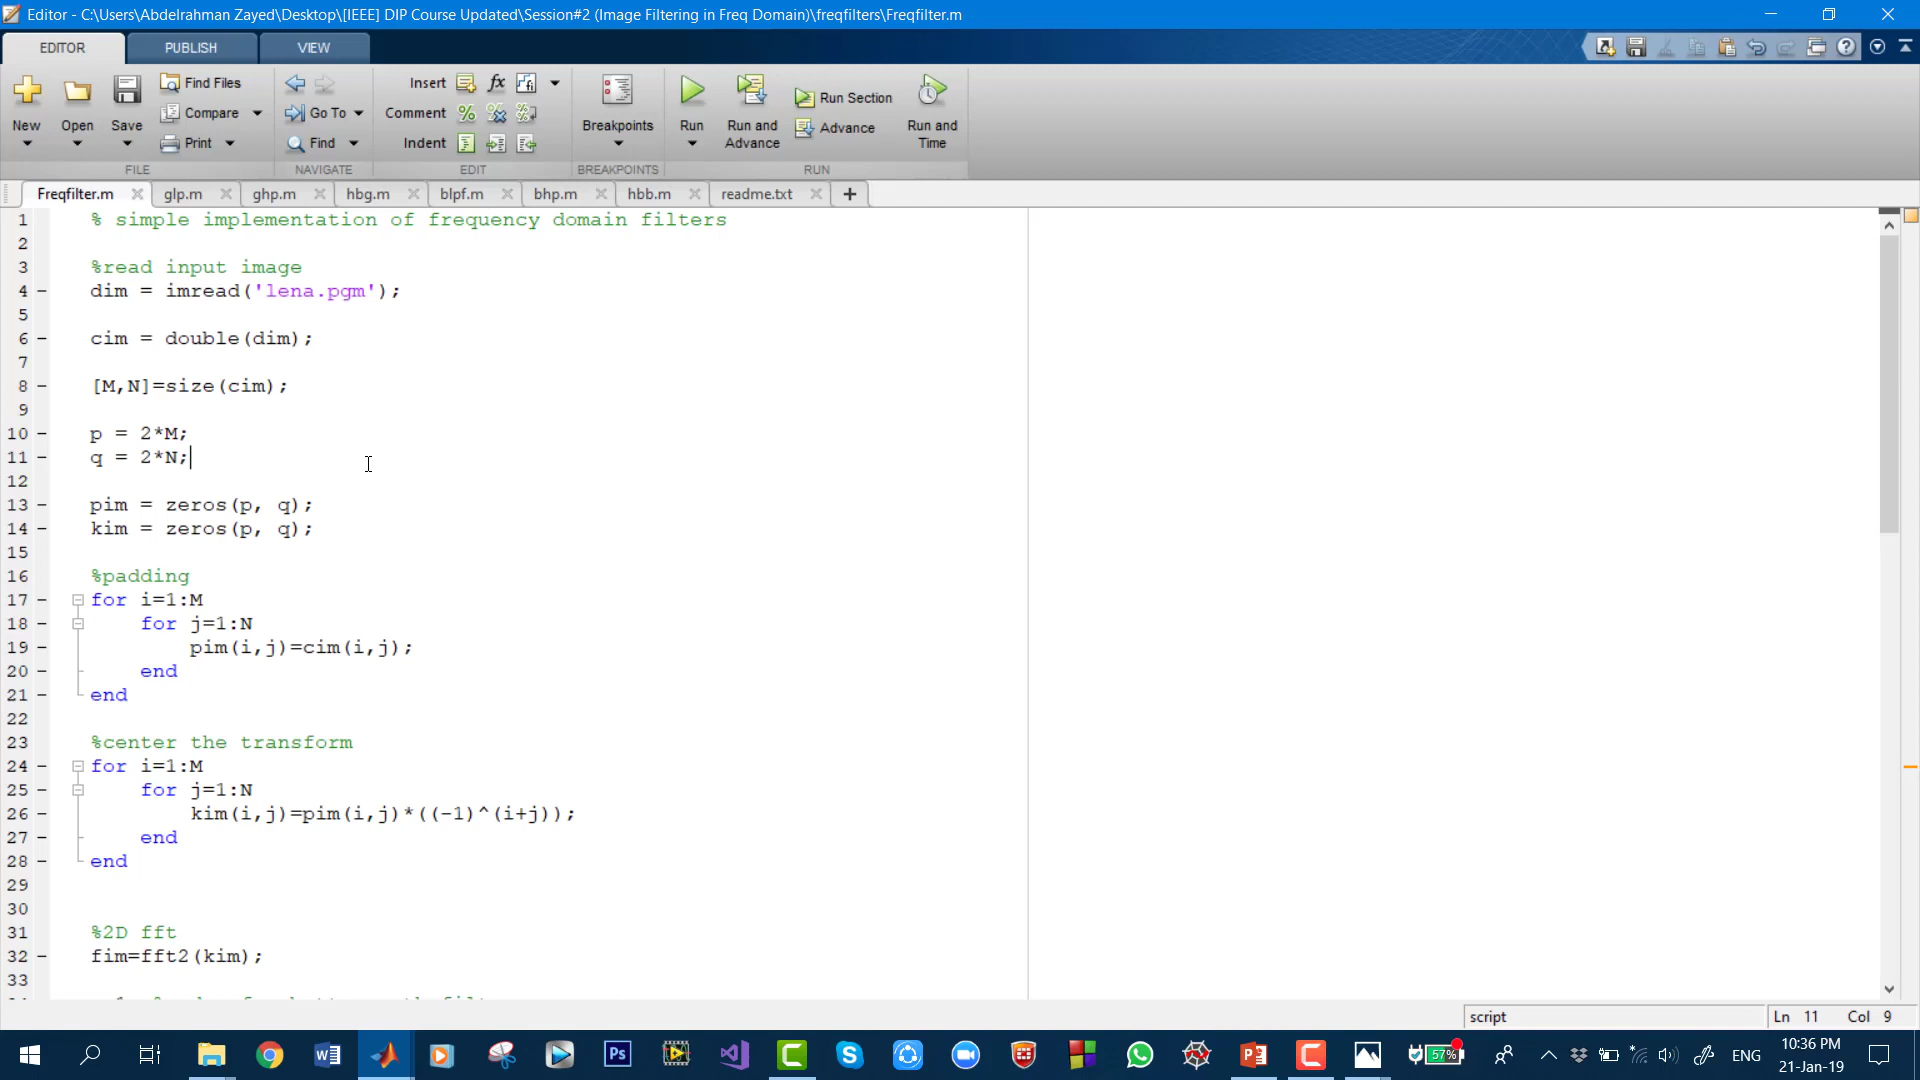 Editor - C:\Users\Abdelrahman Zayed\Desktop\[IEEE] DIP Course Updated\Session#2 (Image Filtering in Freq Domain)\freqfilters\Freqfilter.m
EDITOR PUBLISH VIEW
New Open Save
Find Files
Compare
Print
FILE
Go To
Find
NAVIGATE
Insert
Comment
Indent
EDIT
Breakpoints
BREAKPOINTS
Run
Run and Advance
Run Section
Advance
Run and Time
RUN
Freqfilter.m glp.m ghp.m hbg.m blpf.m bhp.m hbb.m readme.txt
1 % simple implementation of frequency domain filters
2
3 %read input image
4 dim = imread('lena.pgm');
5
6 cim = double(dim);
7
8 [M,N]=size(cim);
9
10 p = 2*M;
11 q = 2*N;
12
13 pim = zeros(p, q);
14 kim = zeros(p, q);
15
16 %padding
17 for i=1:M
18 for j=1:N
19 pim(i,j)=cim(i,j);
20 end
21 end
22
23 %center the transform
24 for i=1:M
25 for j=1:N
26 kim(i,j)=pim(i,j)*((-1)^(i+j));
27 end
28 end
29
30
31 %2D fft
32 fim=fft2(kim);
33
script
Ln 11 Col 9
57%
ENG
10:36 PM
21-Jan-19